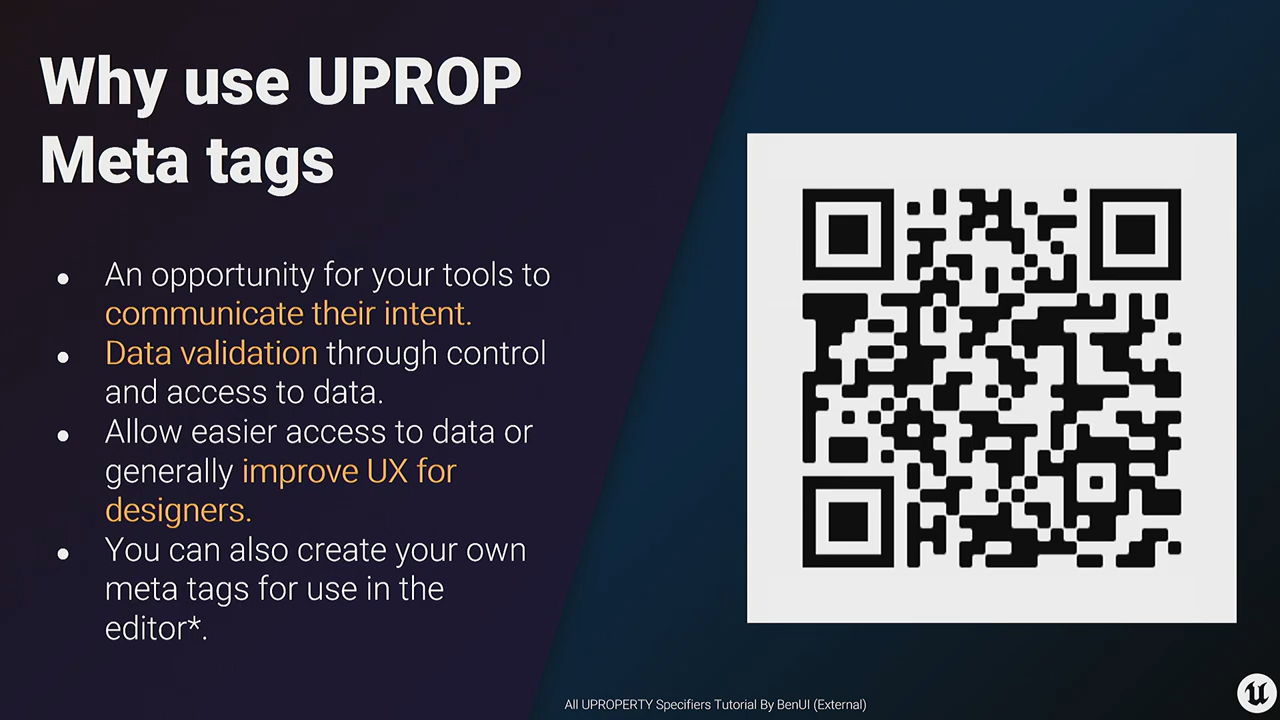 Why use UPROP
Meta tags
● An opportunity for your tools to
communicate their intent.
● Data validation through control
and access to data.
● Allow easier access to data or
generally improve UX for
designers.
● You can also create your own
meta tags for use in the
editor*.
All UPROPERTY Specifiers Tutorial By BenUI (External)